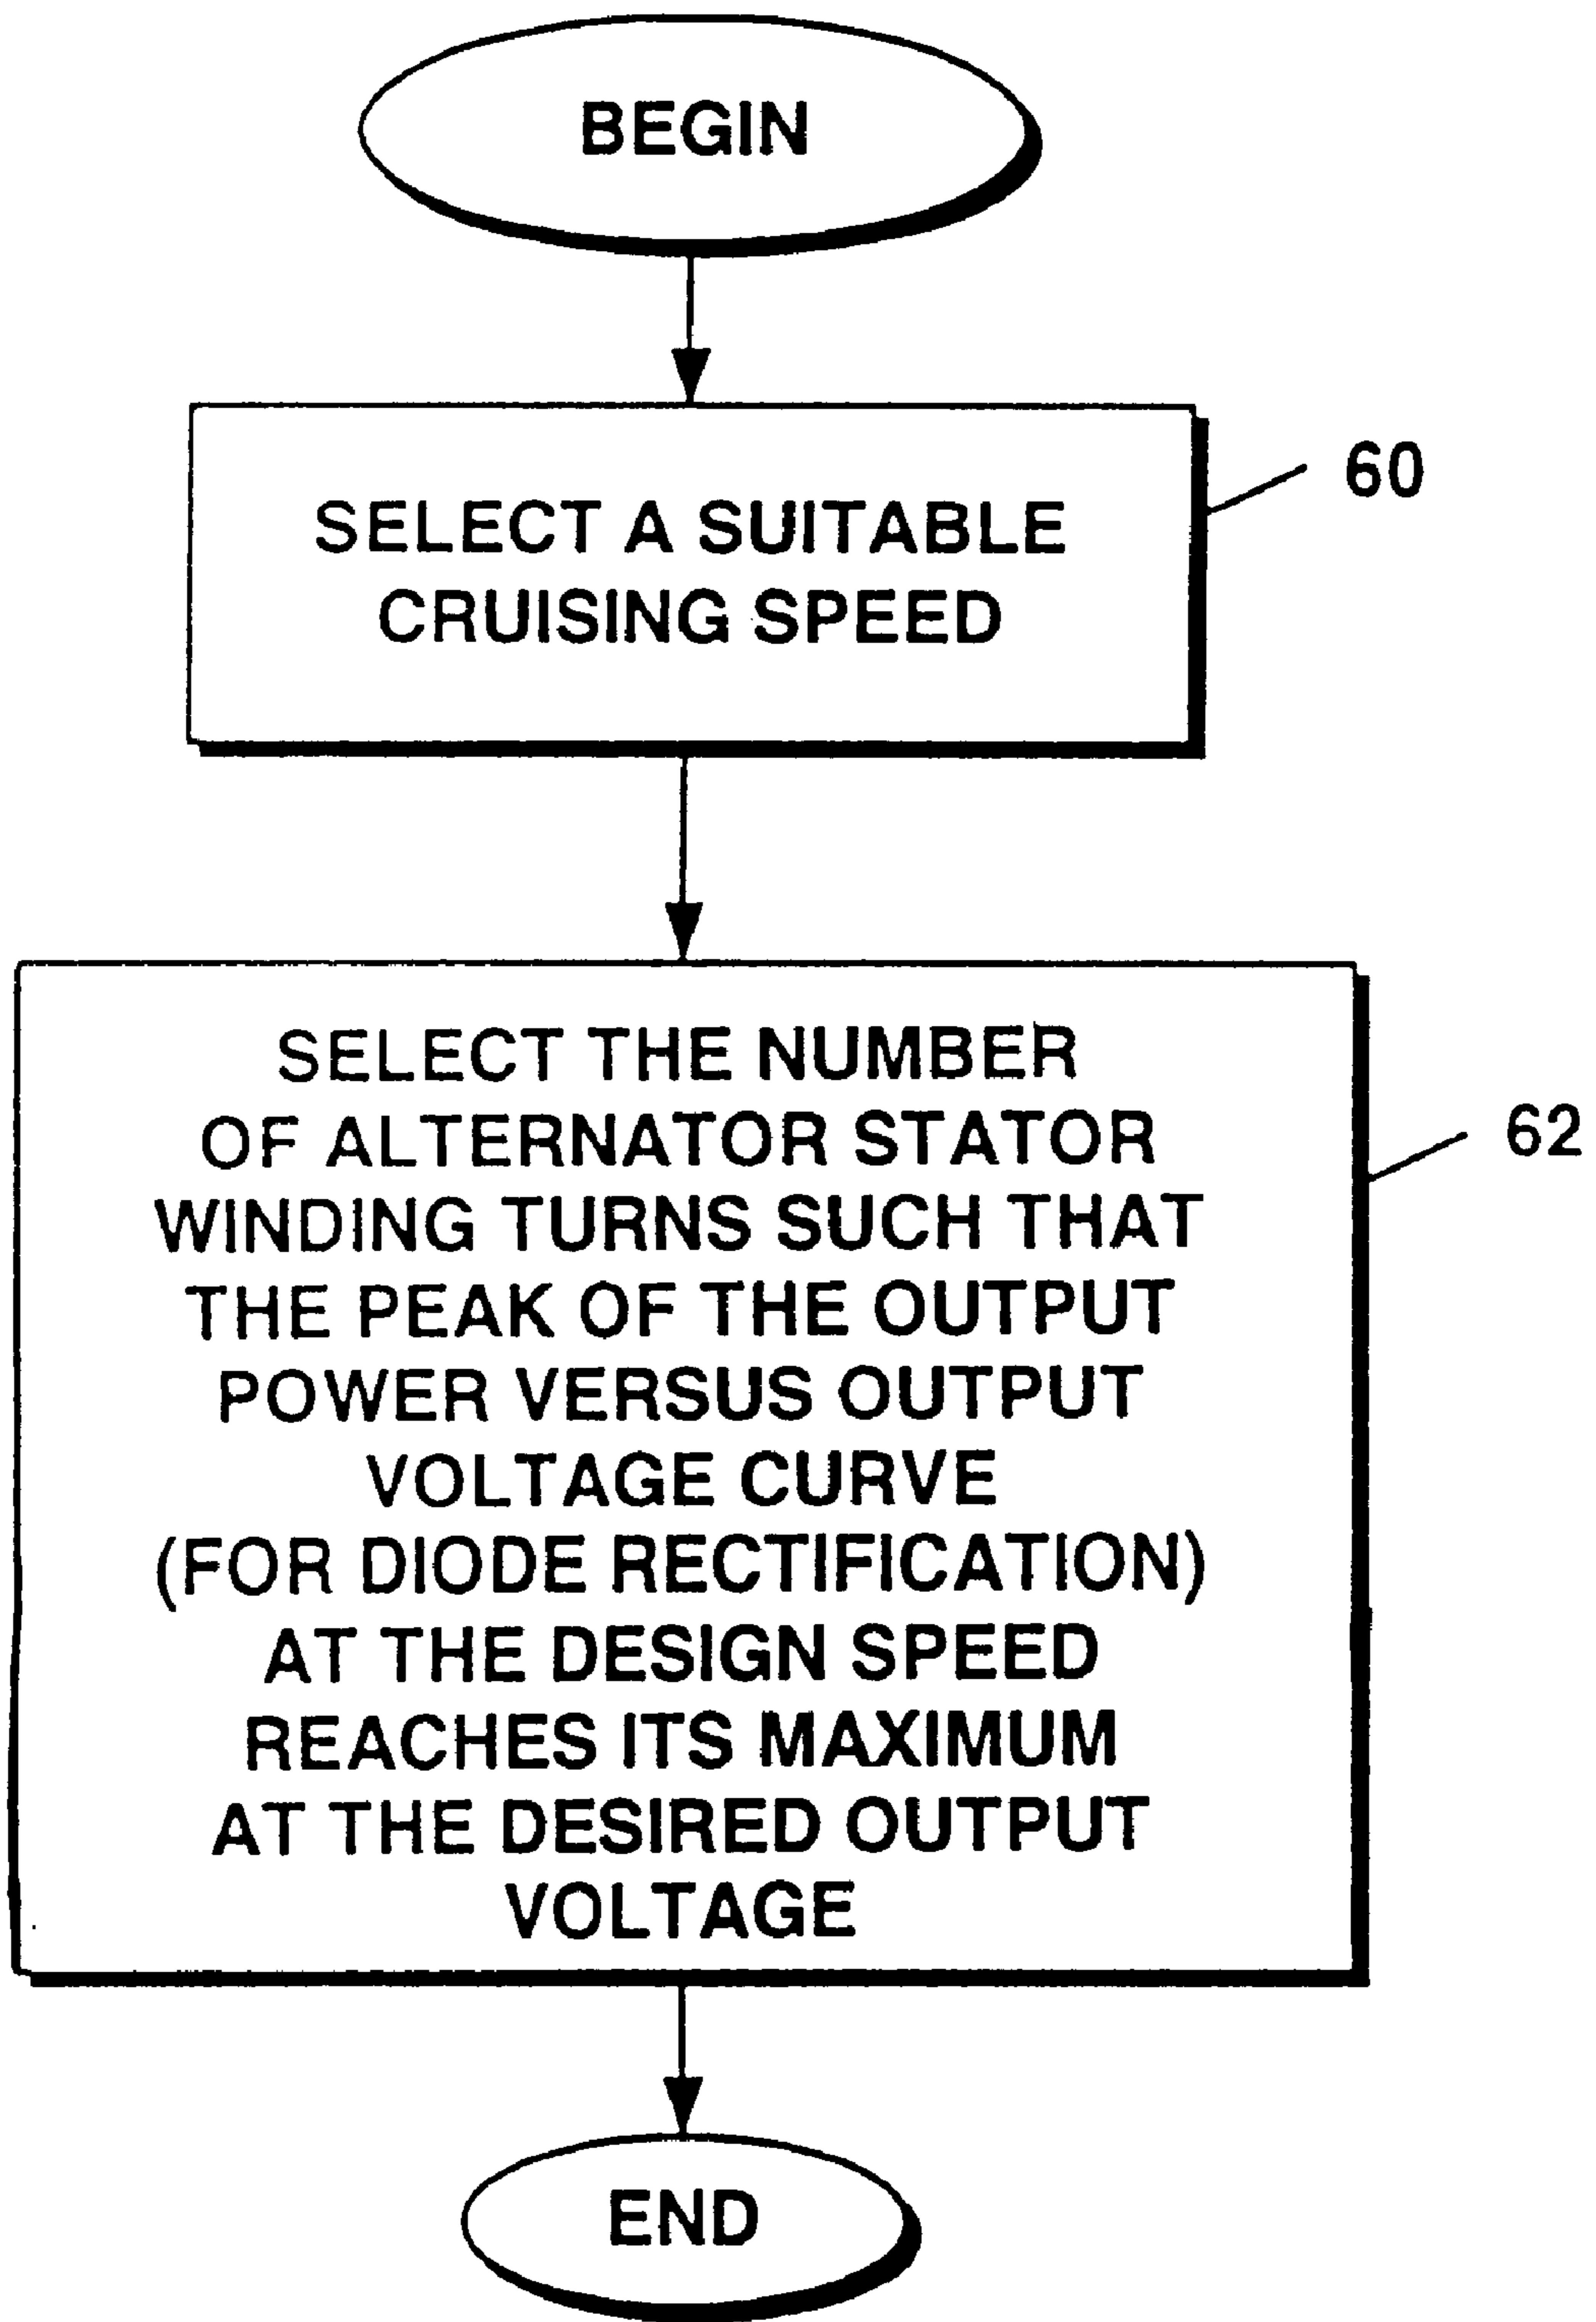 BEGIN
SELECT A SUITABLE
CRUISING SPEED
60
SELECT THE NUMBER
OF ALTERNATOR STATOR
WINDING TURNS SUCH THAT
THE PEAK OF THE OUTPUT
POWER VERSUS OUTPUT
VOLTAGE CURVE
(FOR DIODE RECTIFICATION)
AT THE DESIGN SPEED
REACHES ITS MAXIMUM
AT THE DESIRED OUTPUT
VOLTAGE
62
END